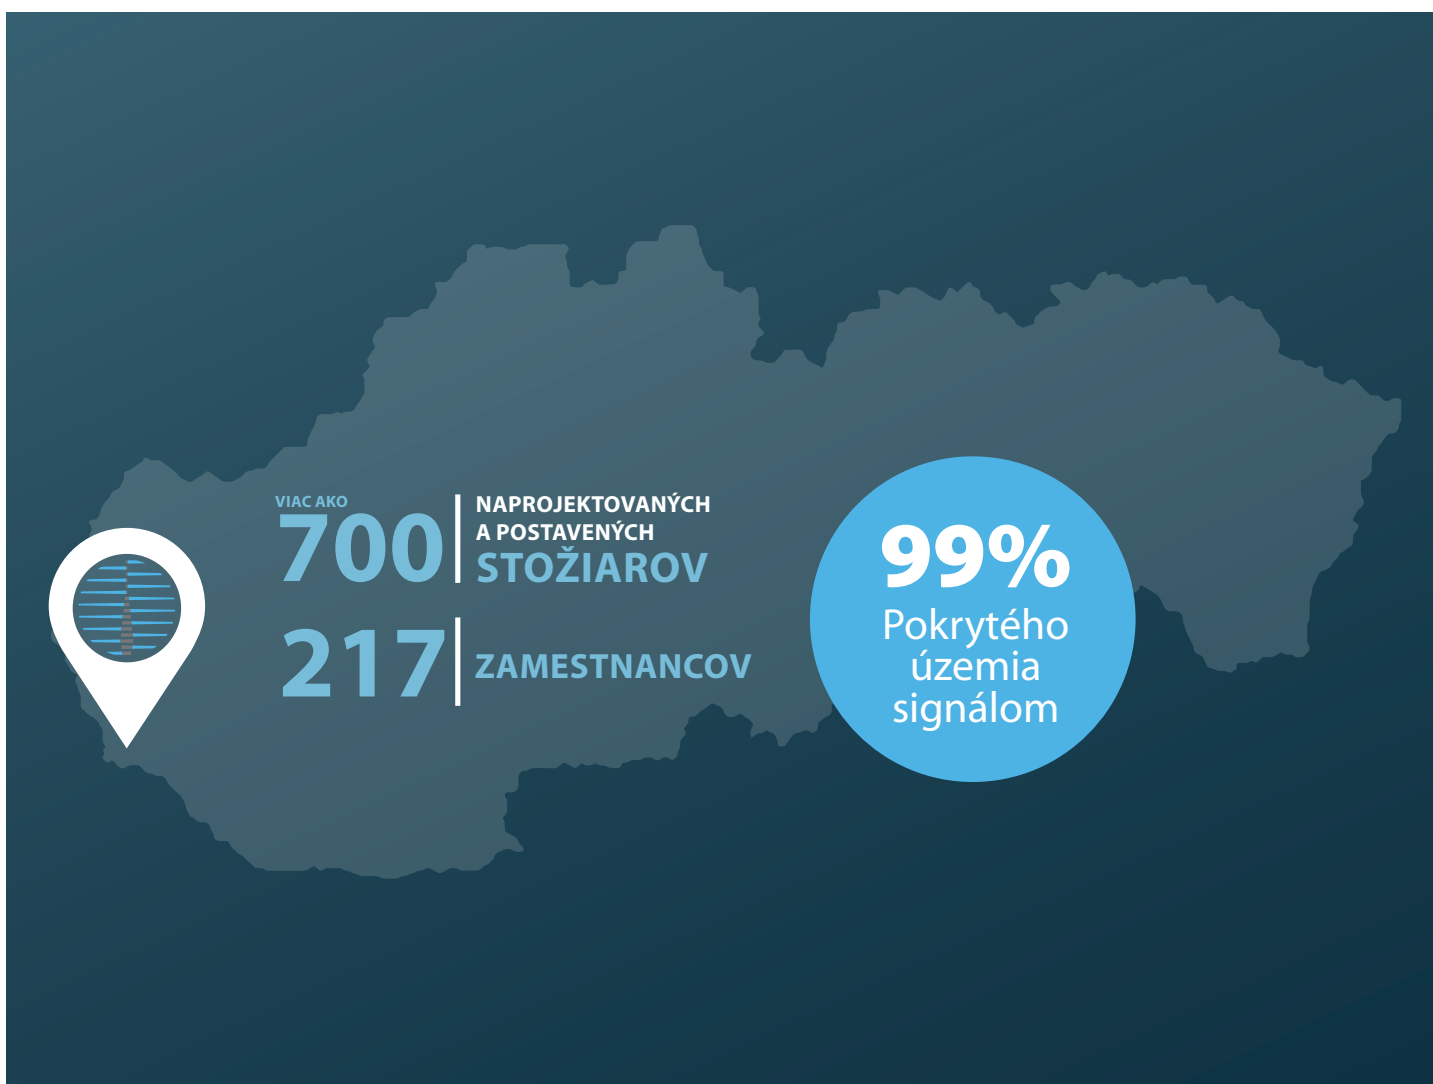 VIAC AKO
700
NAPROJEKTOVANÝCH
A POSTAVENÝCH
STOŽIAROV
217
ZAMESTNANCOV
99%
Pokrytého
územia
signálom